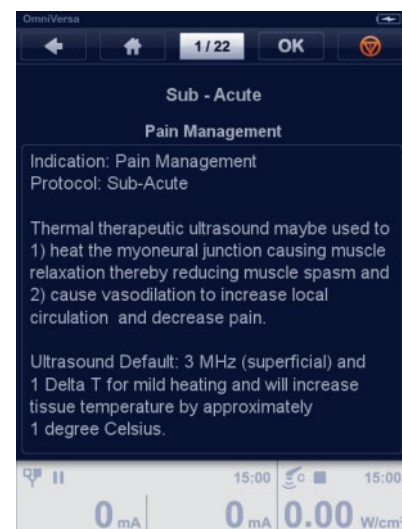 OmniVersa
1 / 22 OK
Sub - Acute
Pain Management
Indication: Pain Management
Protocol: Sub-Acute
Thermal therapeutic ultrasound maybe used to
1) heat the myoneural junction causing muscle
relaxation thereby reducing muscle spasm and
2) cause vasodilation to increase local
circulation and decrease pain.
Ultrasound Default: 3 MHz (superficial) and
1 Delta T for mild heating and will increase
tissue temperature by approximately
1 degree Celsius.
15:00 C 15:00
0 mA 0 mA 0.00 W/cm